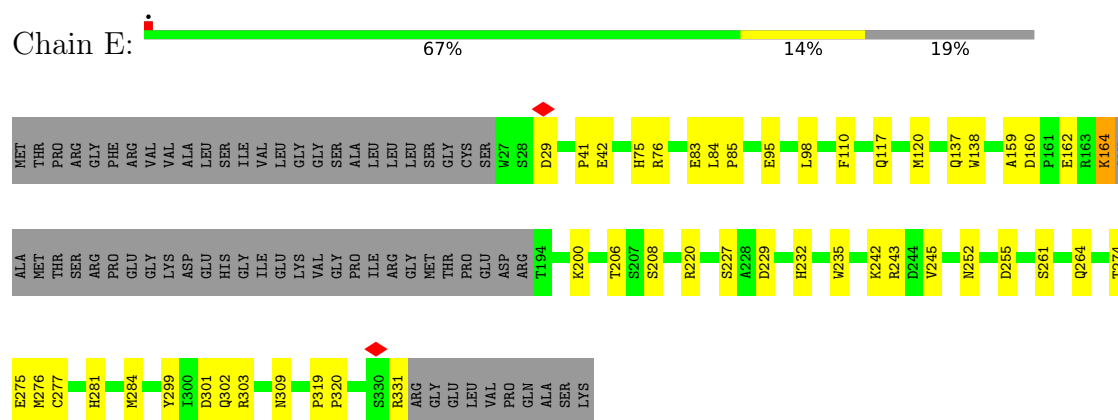 Chain E:
67% 14% 19%
MET THR PRO ARG GLY PHE ARG VAL VAL ALA LEU SER ILE VAL LEU GLY GLY SER ALA LEU LEU LEU SER GLY CYS SER W27 S28 D29 P41 E42 H75 R76 E83 L84 P85 E95 L98 F110 Q117 M120 Q137 W138 A159 D160 P161 E162 R163 K164
ALA MET THR SER ARG PRO GLU GLY LYS ASP GLU HIS GLY ILE GLU LYS VAL GLY PRO ILE ARG GLY MET THR PRO GLU ASP ARG T194 K200 T206 S207 S208 R220 S227 A228 D229 H232 W235 K242 R243 D244 V245 N252 D255 S261 Q264 T274
E275 M276 C277 H281 M284 Y299 I300 D301 Q302 R303 N309 P319 P320 S330 R331 ARG GLY GLU LEU VAL PRO GLN ALA SER LYS